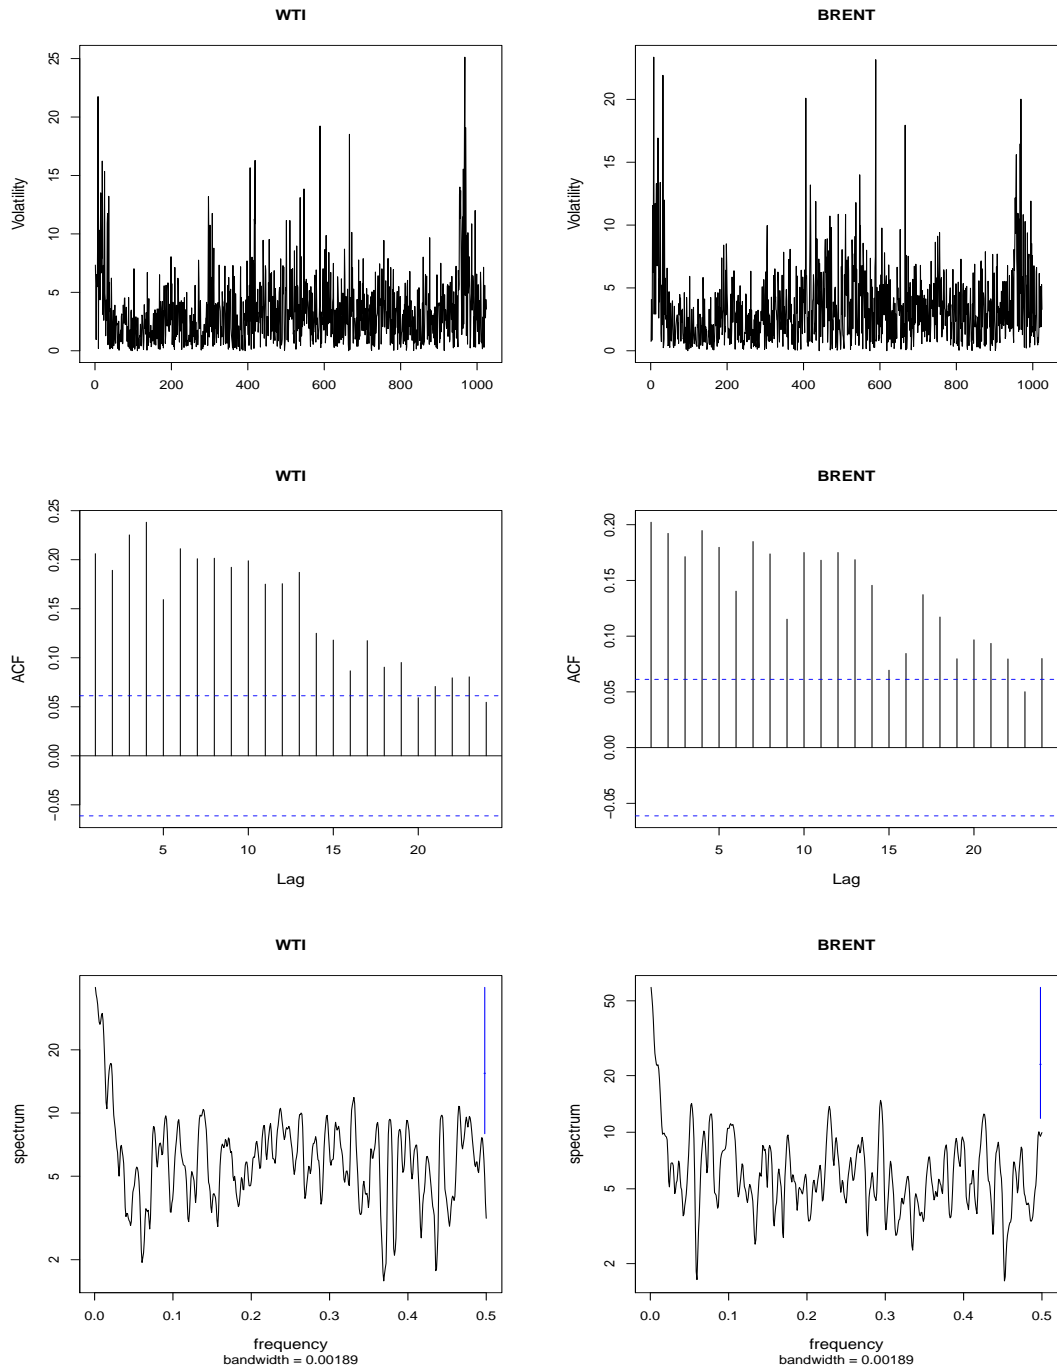 WTI
BRENT
Volatility
0 5 10 15 20 25
0 200 400 600 800 1000
Volatility
0 5 10 15 20
0 200 400 600 800 1000
WTI
BRENT
ACF
−0.05 0.00 0.05 0.10 0.15 0.20 0.25
5 10 15 20
Lag
ACF
−0.05 0.00 0.05 0.10 0.15 0.20
5 10 15 20
Lag
WTI
BRENT
spectrum
2 5 10 20
0.0 0.1 0.2 0.3 0.4 0.5
frequency
bandwidth = 0.00189
spectrum
2 5 10 20 50
0.0 0.1 0.2 0.3 0.4 0.5
frequency
bandwidth = 0.00189